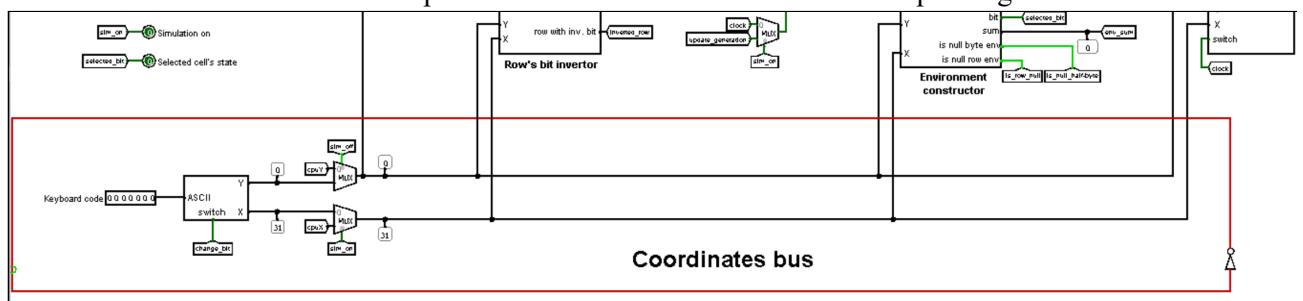 sim_on
Simulation on
selected_bit
Selected cell's state
Y
X
row with inv. bit
inverted_row
Row's bit invertor
clock
update_generation
MUX
sim_on
Y
X
bit
selected_bit
sum
env_sum
0
is null byte env
is null row env
is_row_null
is_null_half-byte
Environment
constructor
X
switch
clock
sim_off
cpuY
MUX
0
0
Keyboard code
0 0 0 0 0 0 0
ASCII
Y
switch
X
change_bit
31
cpuX
0
MUX
sim_on
31
Coordinates bus